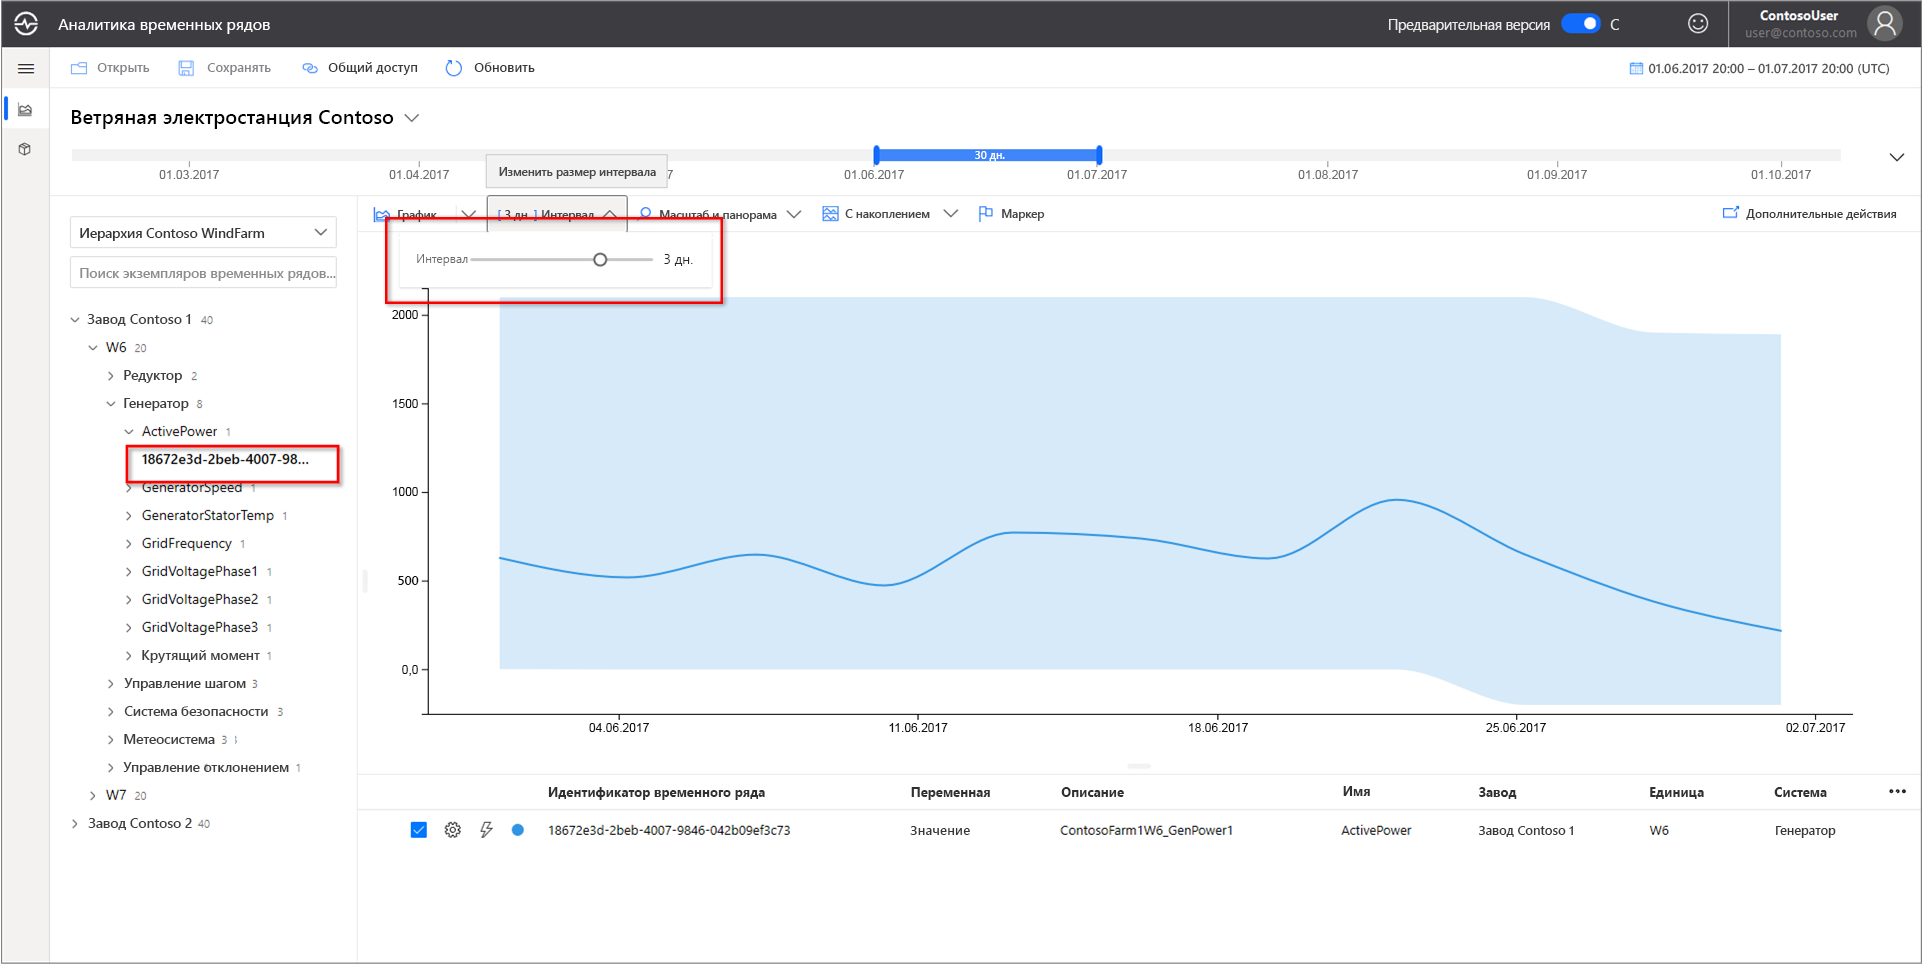 Аналитика временных рядов
Предварительная версия С
ContosoUser
user@contoso.com
Открыть Сохранять Общий доступ Обновить
01.06.2017 20:00 – 01.07.2017 20:00 (UTC)
Ветряная электростанция Contoso
30 дн.
Изменить размер интервала
01.03.2017 01.04.2017 7 01.06.2017 01.07.2017 01.08.2017 01.09.2017 01.10.2017
График [ 3 дн. ] Интервал Масштаб и панорама С накоплением Маркер Дополнительные действия
Интервал 3 дн.
Иерархия Contoso WindFarm
Поиск экземпляров временных рядов...
Завод Contoso 1 40
W6 20
Редуктор 2
Генератор 8
ActivePower 1
18672e3d-2beb-4007-98...
GeneratorSpeed 1
GeneratorStatorTemp 1
GridFrequency 1
GridVoltagePhase1 1
GridVoltagePhase2 1
GridVoltagePhase3 1
Крутящий момент 1
Управление шагом 3
Система безопасности 3
Метеосистема 3
Управление отклонением 1
W7 20
Завод Contoso 2 40
2000
1500
1000
500
0,0
04.06.2017 11.06.2017 18.06.2017 25.06.2017 02.07.2017
Идентификатор временного ряда Переменная Описание Имя Завод Единица Система
18672e3d-2beb-4007-9846-042b09ef3c73 Значение ContosoFarm1W6_GenPower1 ActivePower Завод Contoso 1 W6 Генератор